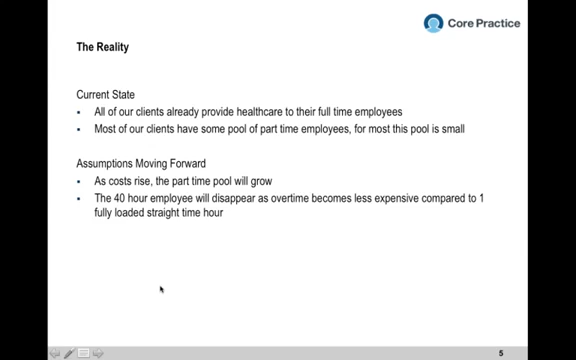 Core Practice
The Reality
Current State
▪ All of our clients already provide healthcare to their full time employees
▪ Most of our clients have some pool of part time employees, for most this pool is small
Assumptions Moving Forward
▪ As costs rise, the part time pool will grow
▪ The 40 hour employee will disappear as overtime becomes less expensive compared to 1
fully loaded straight time hour
5